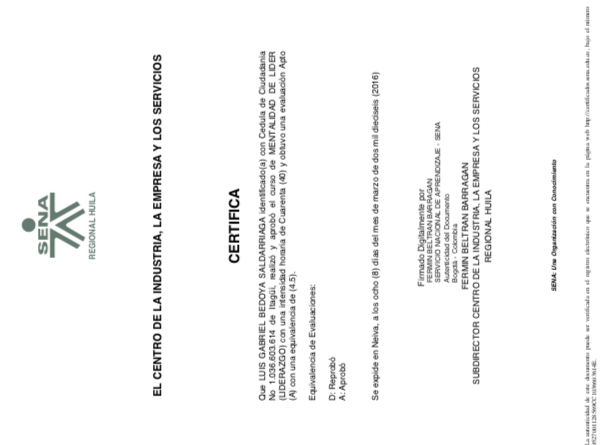 SENA
REGIONAL HUILA
EL CENTRO DE LA INDUSTRIA, LA EMPRESA Y LOS SERVICIOS
CERTIFICA
Que LUIS GABRIEL BEDOYA SALDARRIAGA identificado(a) con Cedula de Ciudadania
No 1.036.603.614 de Itagüí, realizó y aprobó el curso de MENTALIDAD DE LIDER
(LIDERAZGO) con una intensidad horaria de Cuarenta (40) y obtuvo una evaluación Apto
(A) con una equivalencia de (4.5).
Equivalencia de Evaluaciones:
D: Reprobó
A: Aprobó
Se expide en Neiva, a los ocho (8) días del mes de marzo de dos mil dieciseis (2016)
Firmado Digitalmente por
FERMIN BELTRAN BARRAGAN
SERVICIO NACIONAL DE APRENDIZAJE - SENA
Autenticidad del Documento
Bogotá - Colombia
FERMIN BELTRAN BARRAGAN
SUBDIRECTOR CENTRO DE LA INDUSTRIA, LA EMPRESA Y LOS SERVICIOS
REGIONAL HUILA
SENA: Una Organización con Conocimiento
La autenticidad de este documento puede ser verificada en el registro electrónico que se encuentra en la página web http://certificados.sena.edu.co, bajo el número